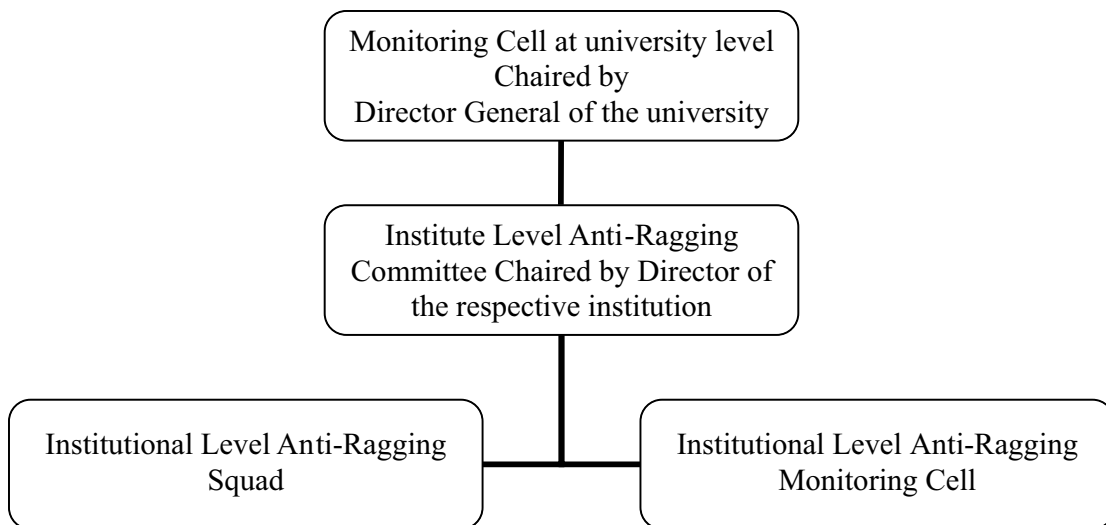 Monitoring Cell at university level
Chaired by
Director General of the university
Institute Level Anti-Ragging
Committee Chaired by Director of
the respective institution
Institutional Level Anti-Ragging
Squad
Institutional Level Anti-Ragging
Monitoring Cell